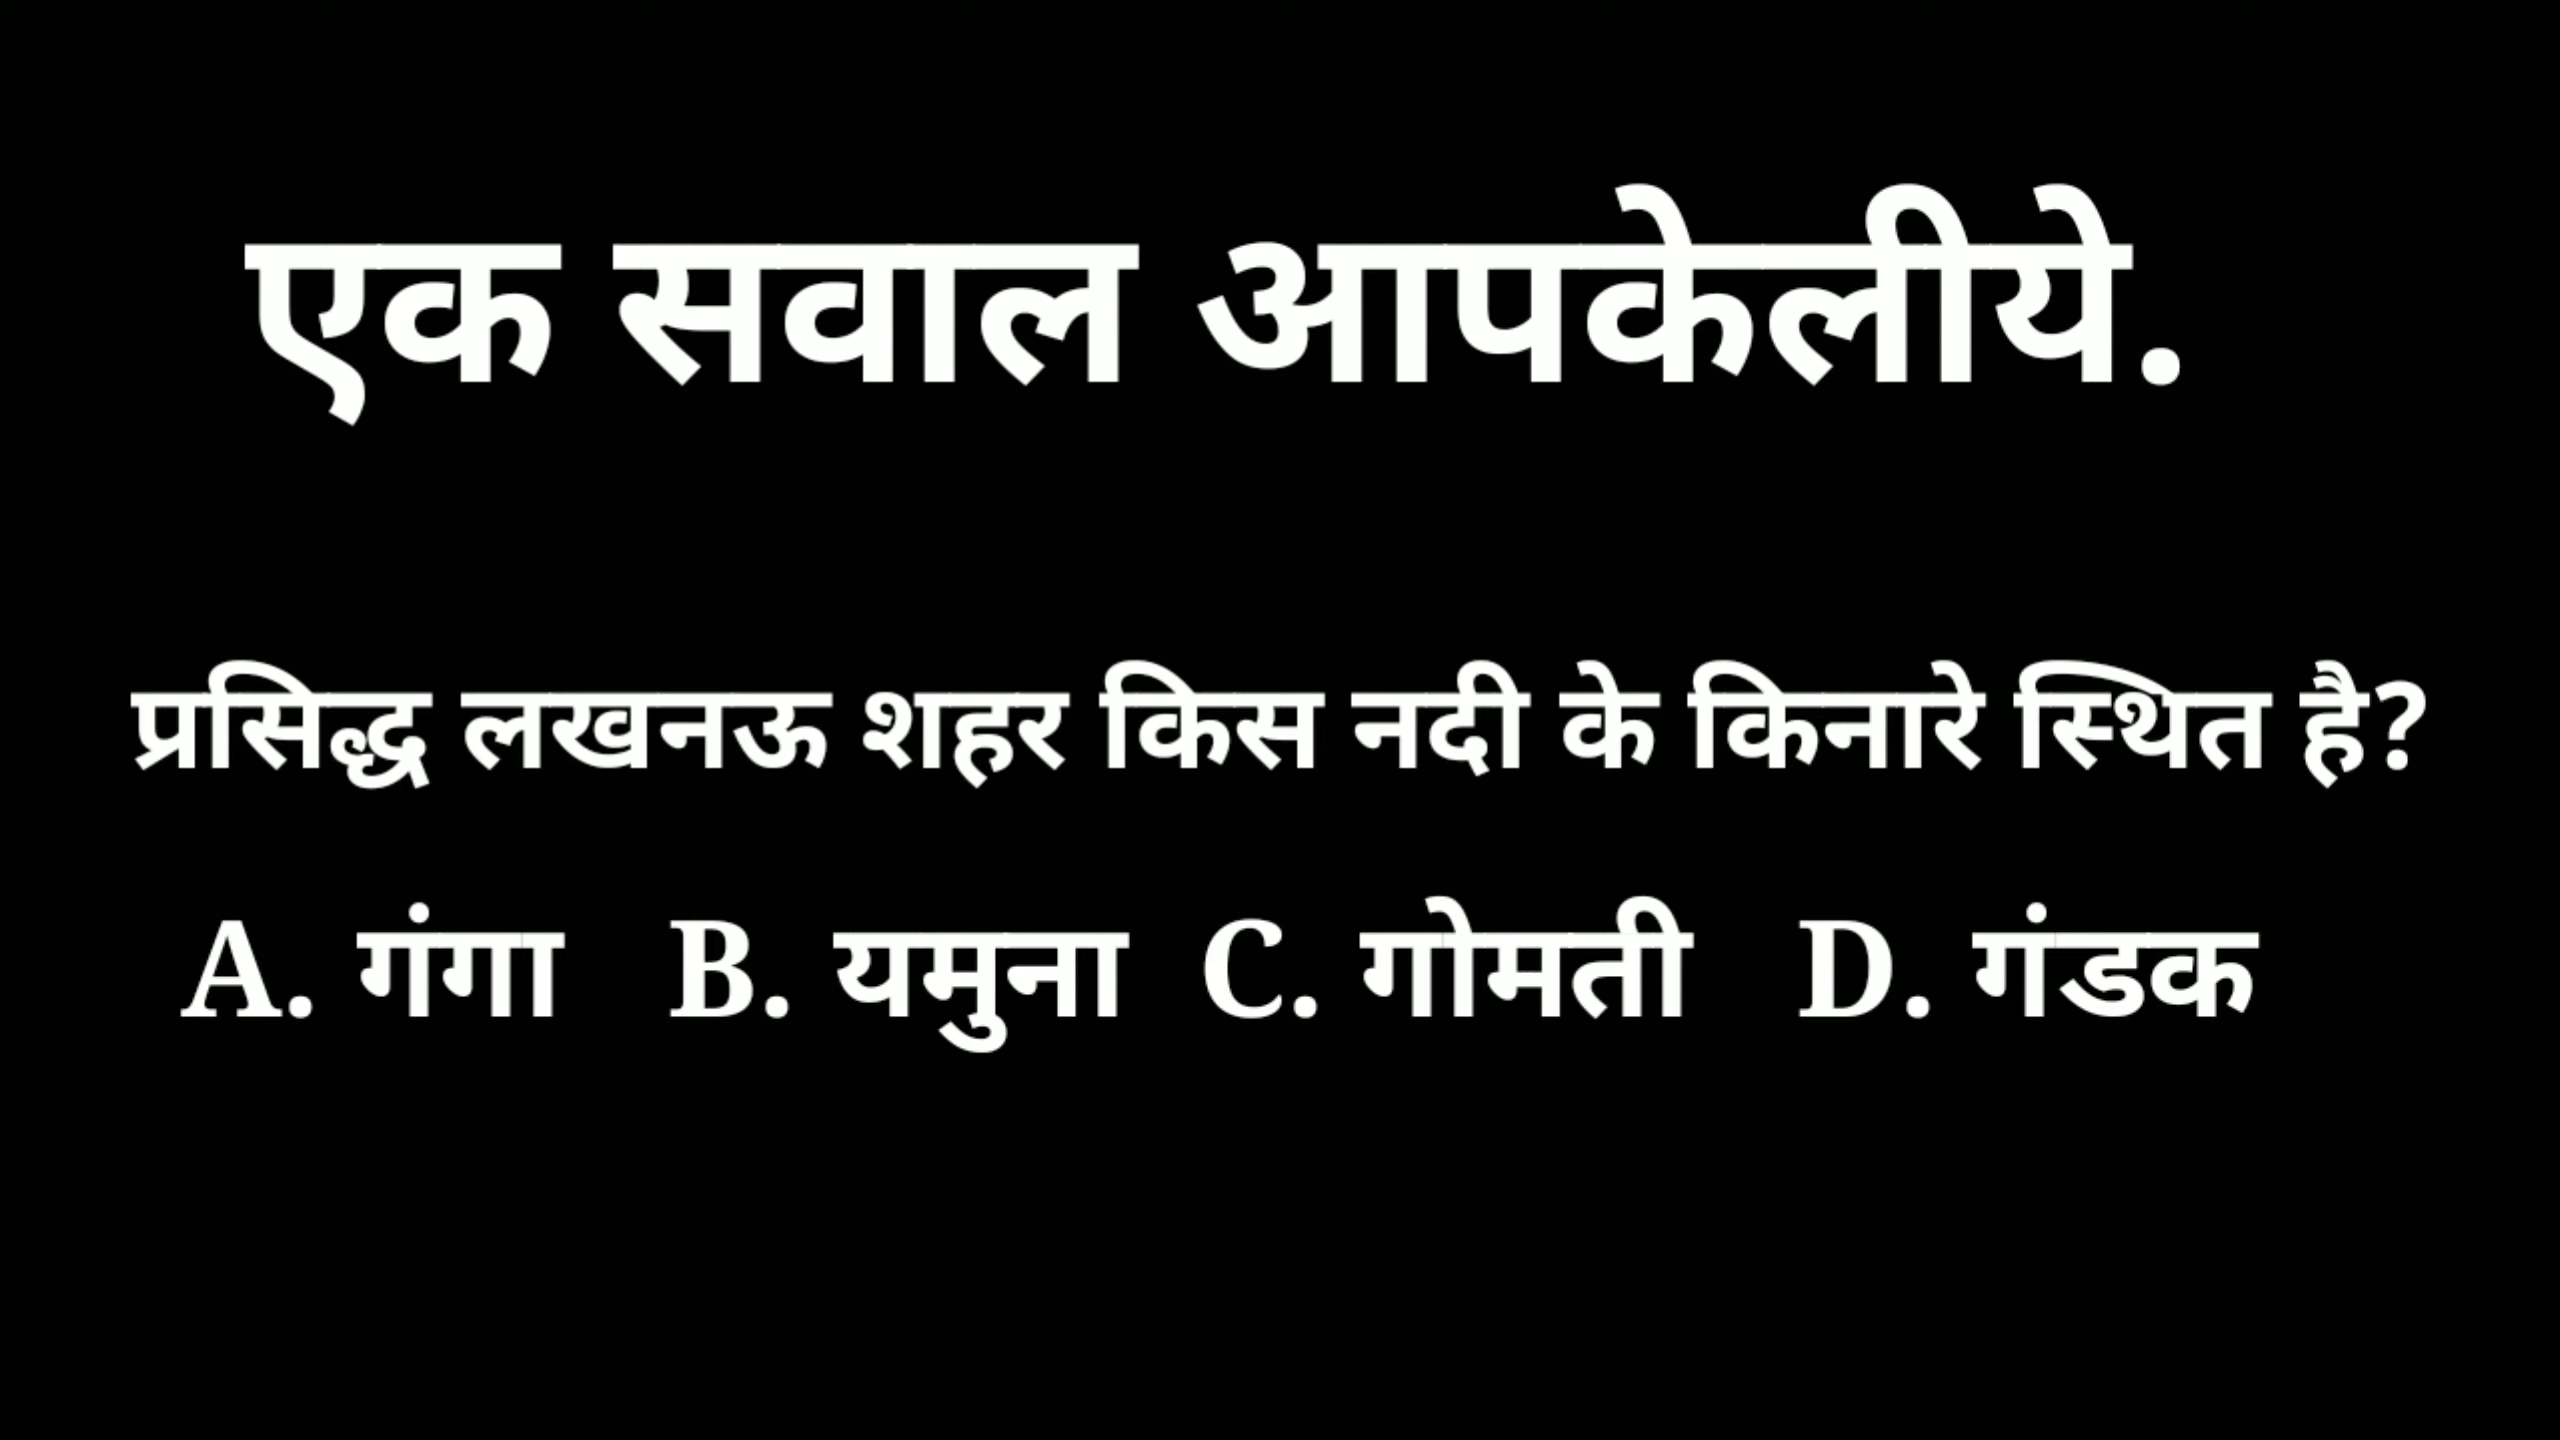 एक सवाल आपकेलीये.
प्रसिद्ध लखनऊ शहर किस नदी के किनारे स्थित है?
A. गंगा B. यमुना C. गोमती D. गंडक